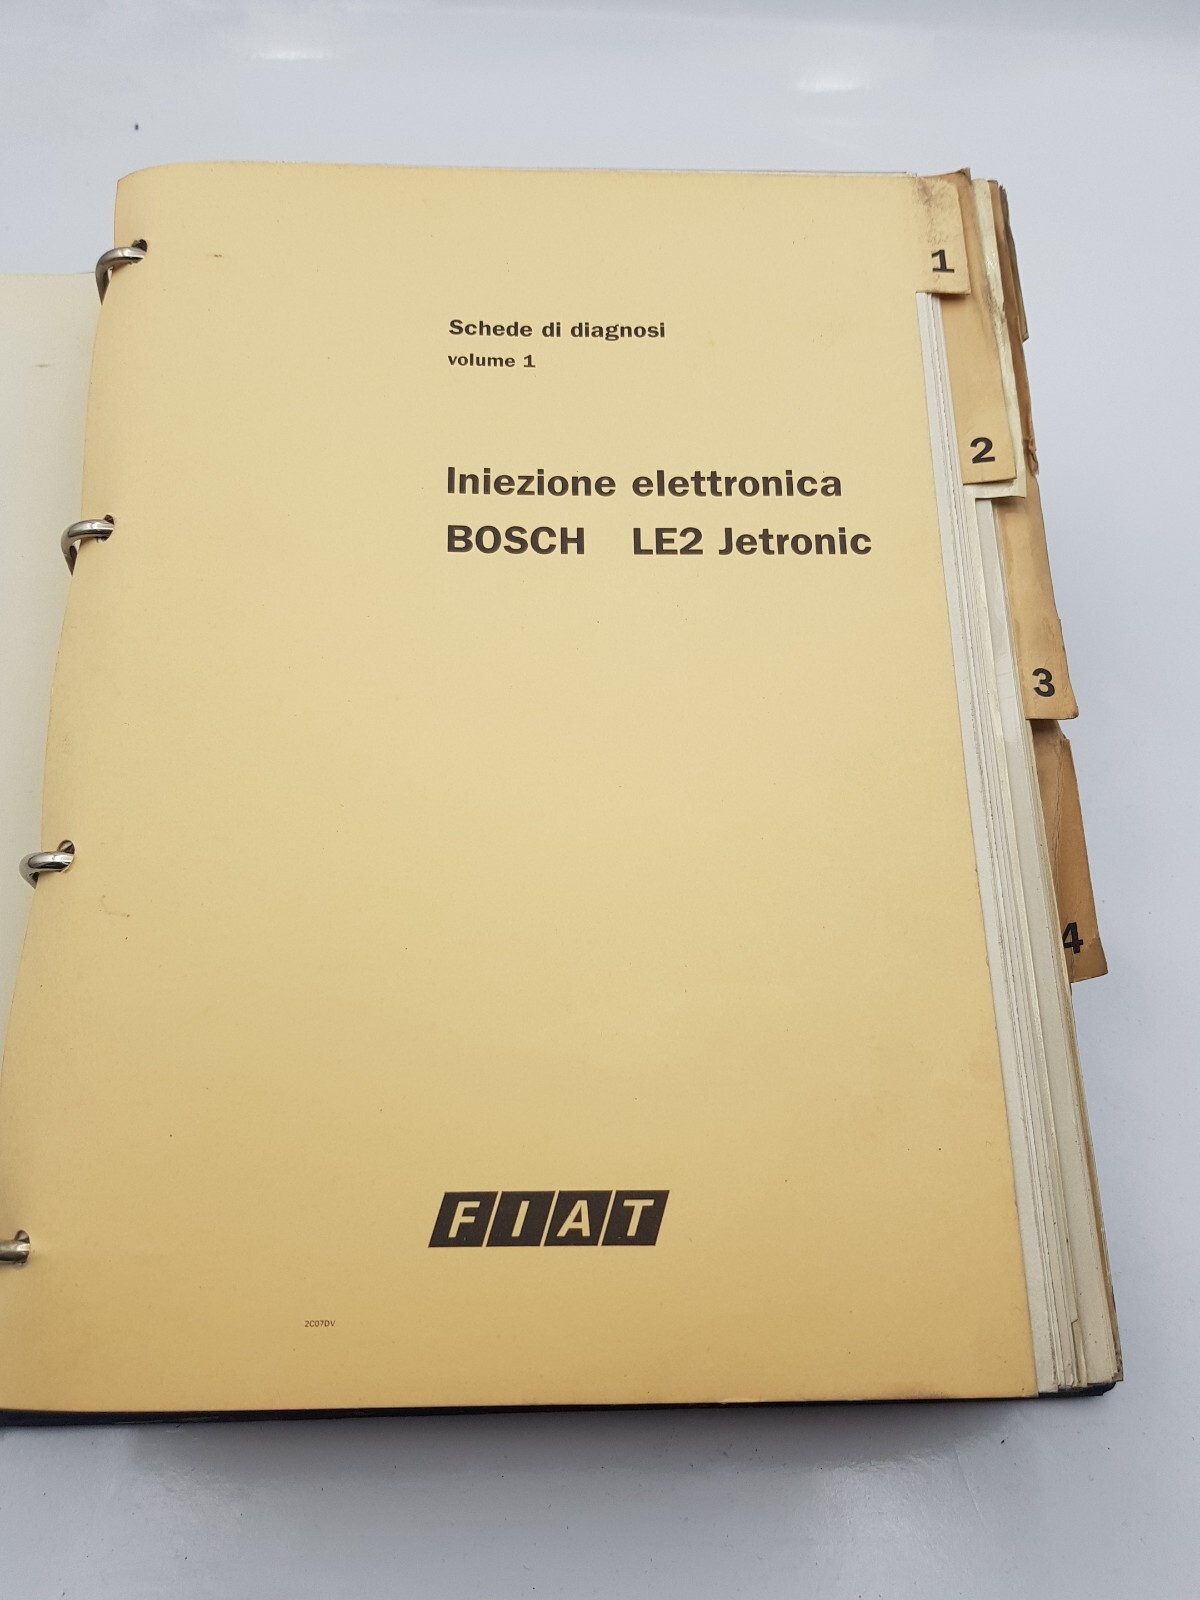 1
Schede di diagnosi
volume 1
2
Iniezione elettronica
BOSCH LE2 Jetronic
3
4
FIAT
2C07DV